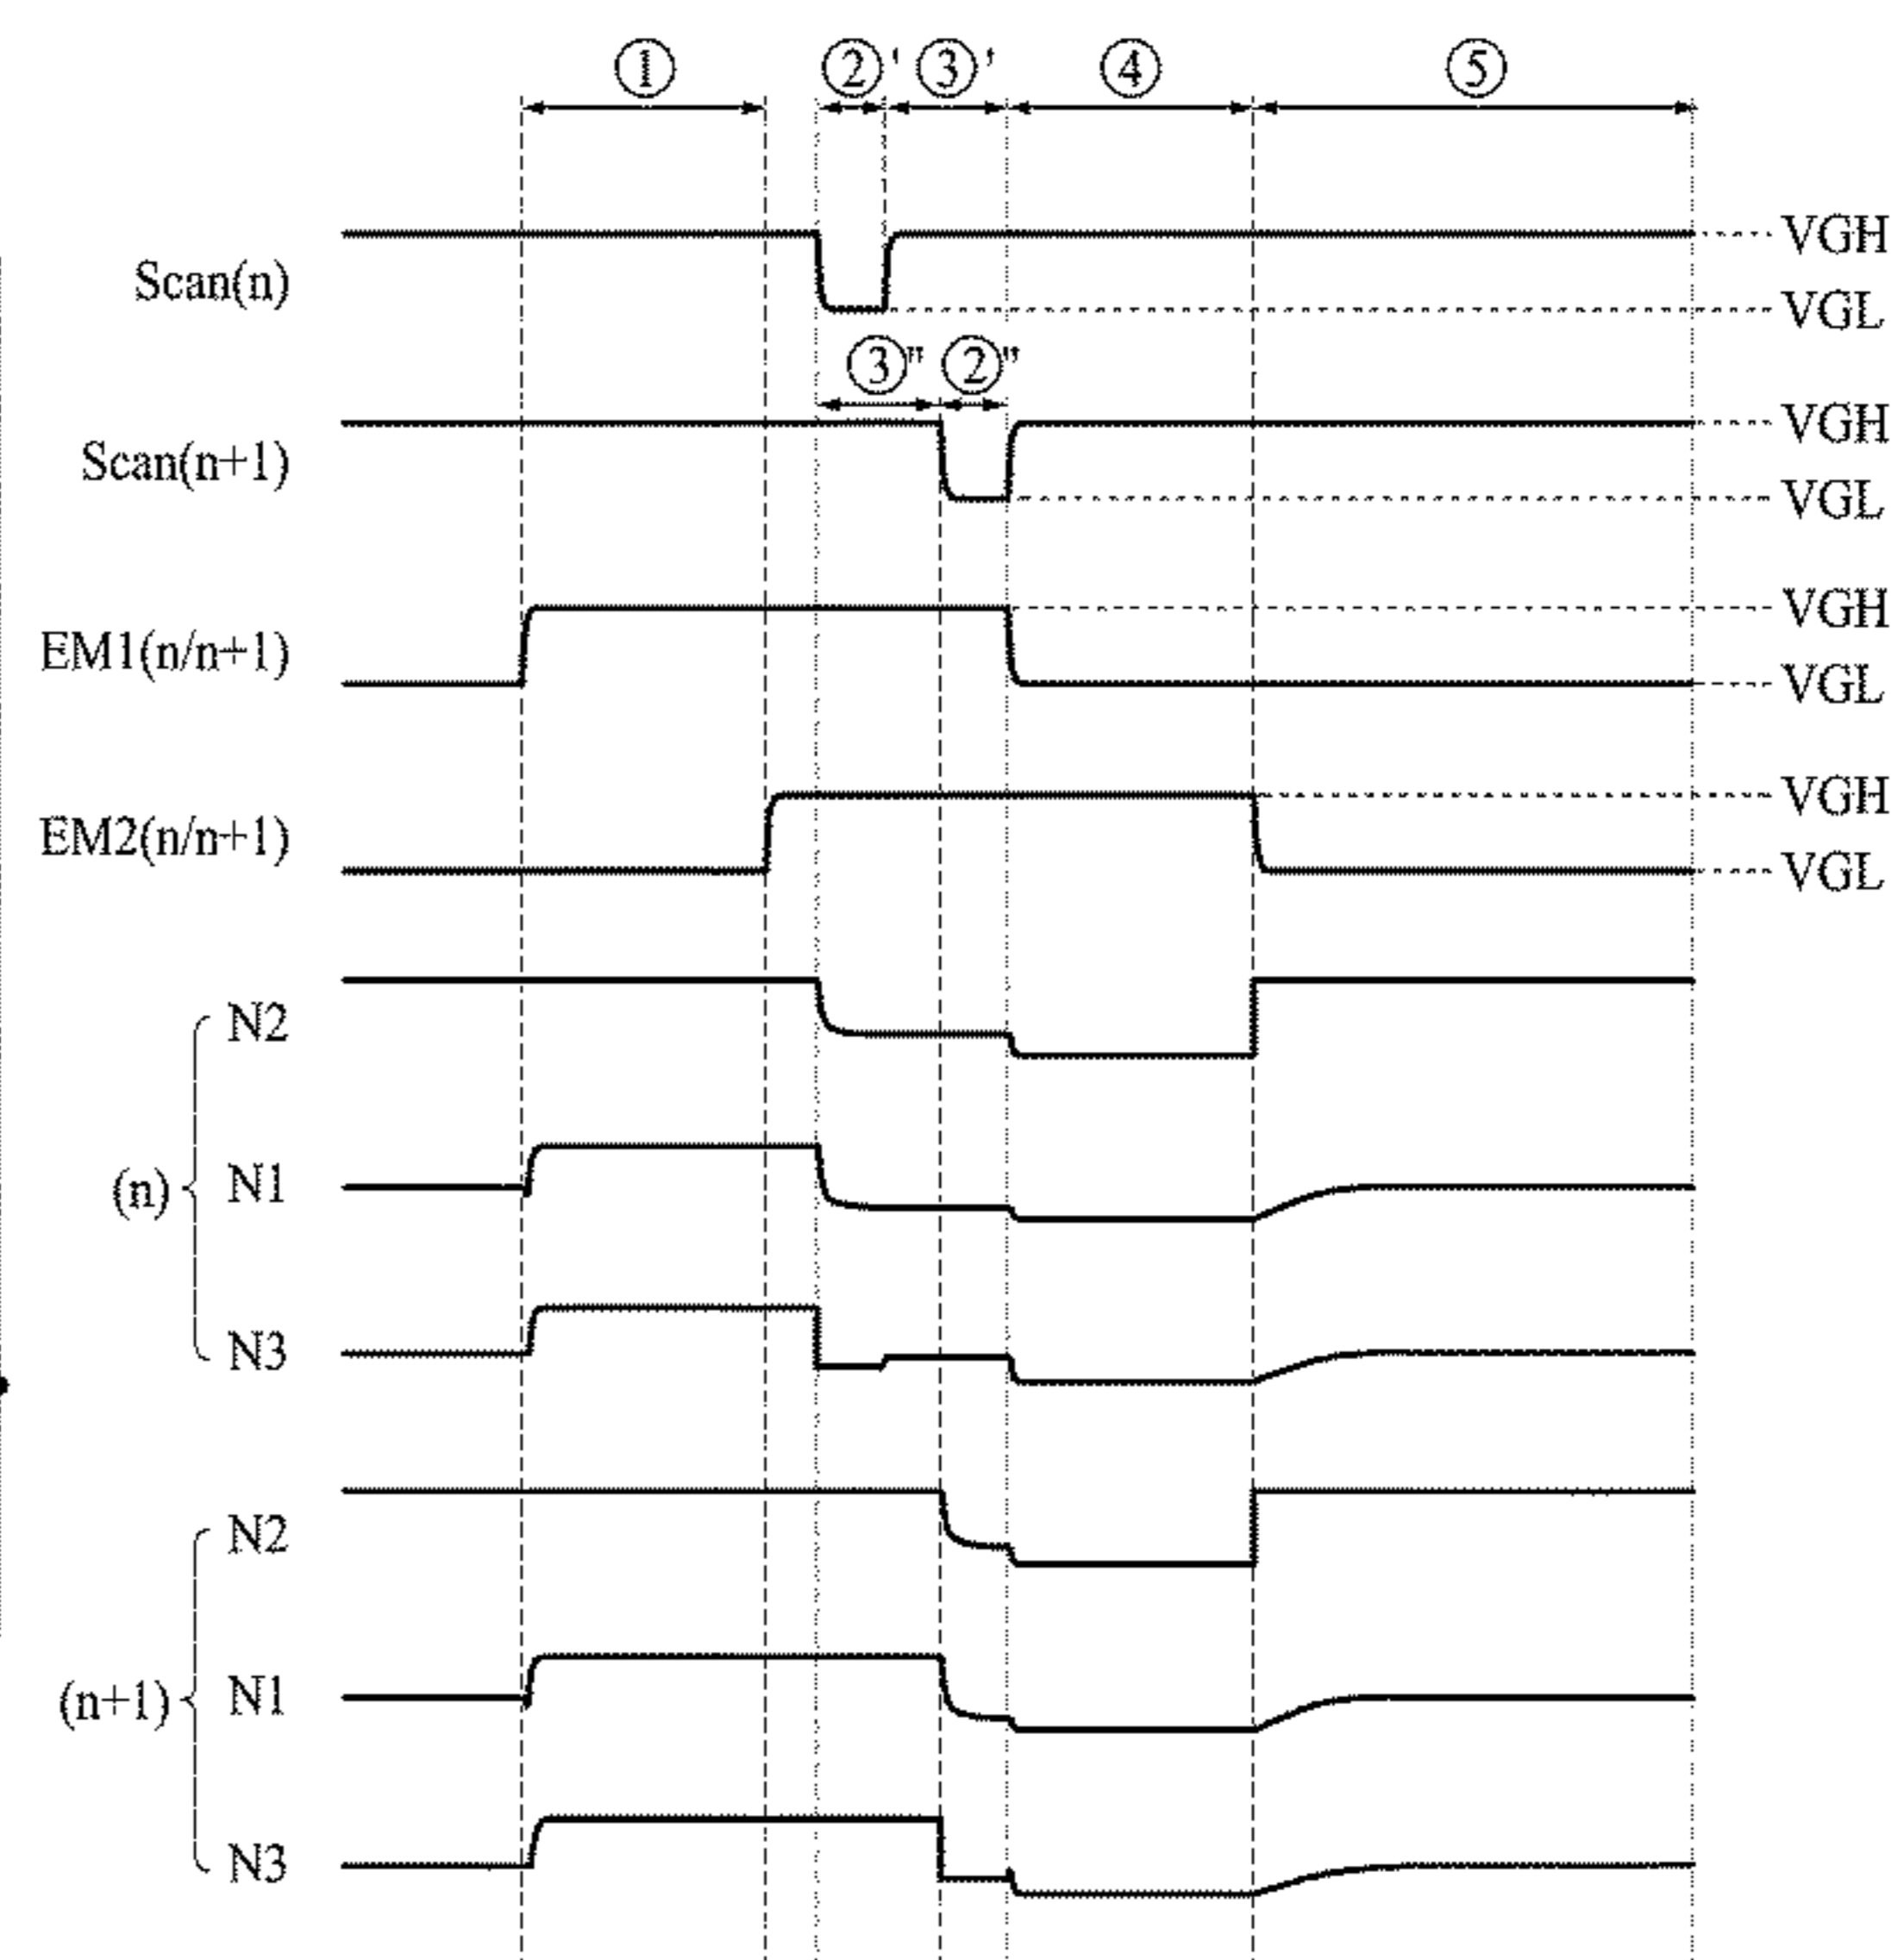 ① ②' ③' ④ ⑤
VGH
Scan(n)
VGL
③" ②"
VGH
Scan(n+1)
VGL
VGH
EM1(n/n+1)
VGL
VGH
EM2(n/n+1)
VGL
N2
(n) N1
N3
N2
(n+1) N1
N3